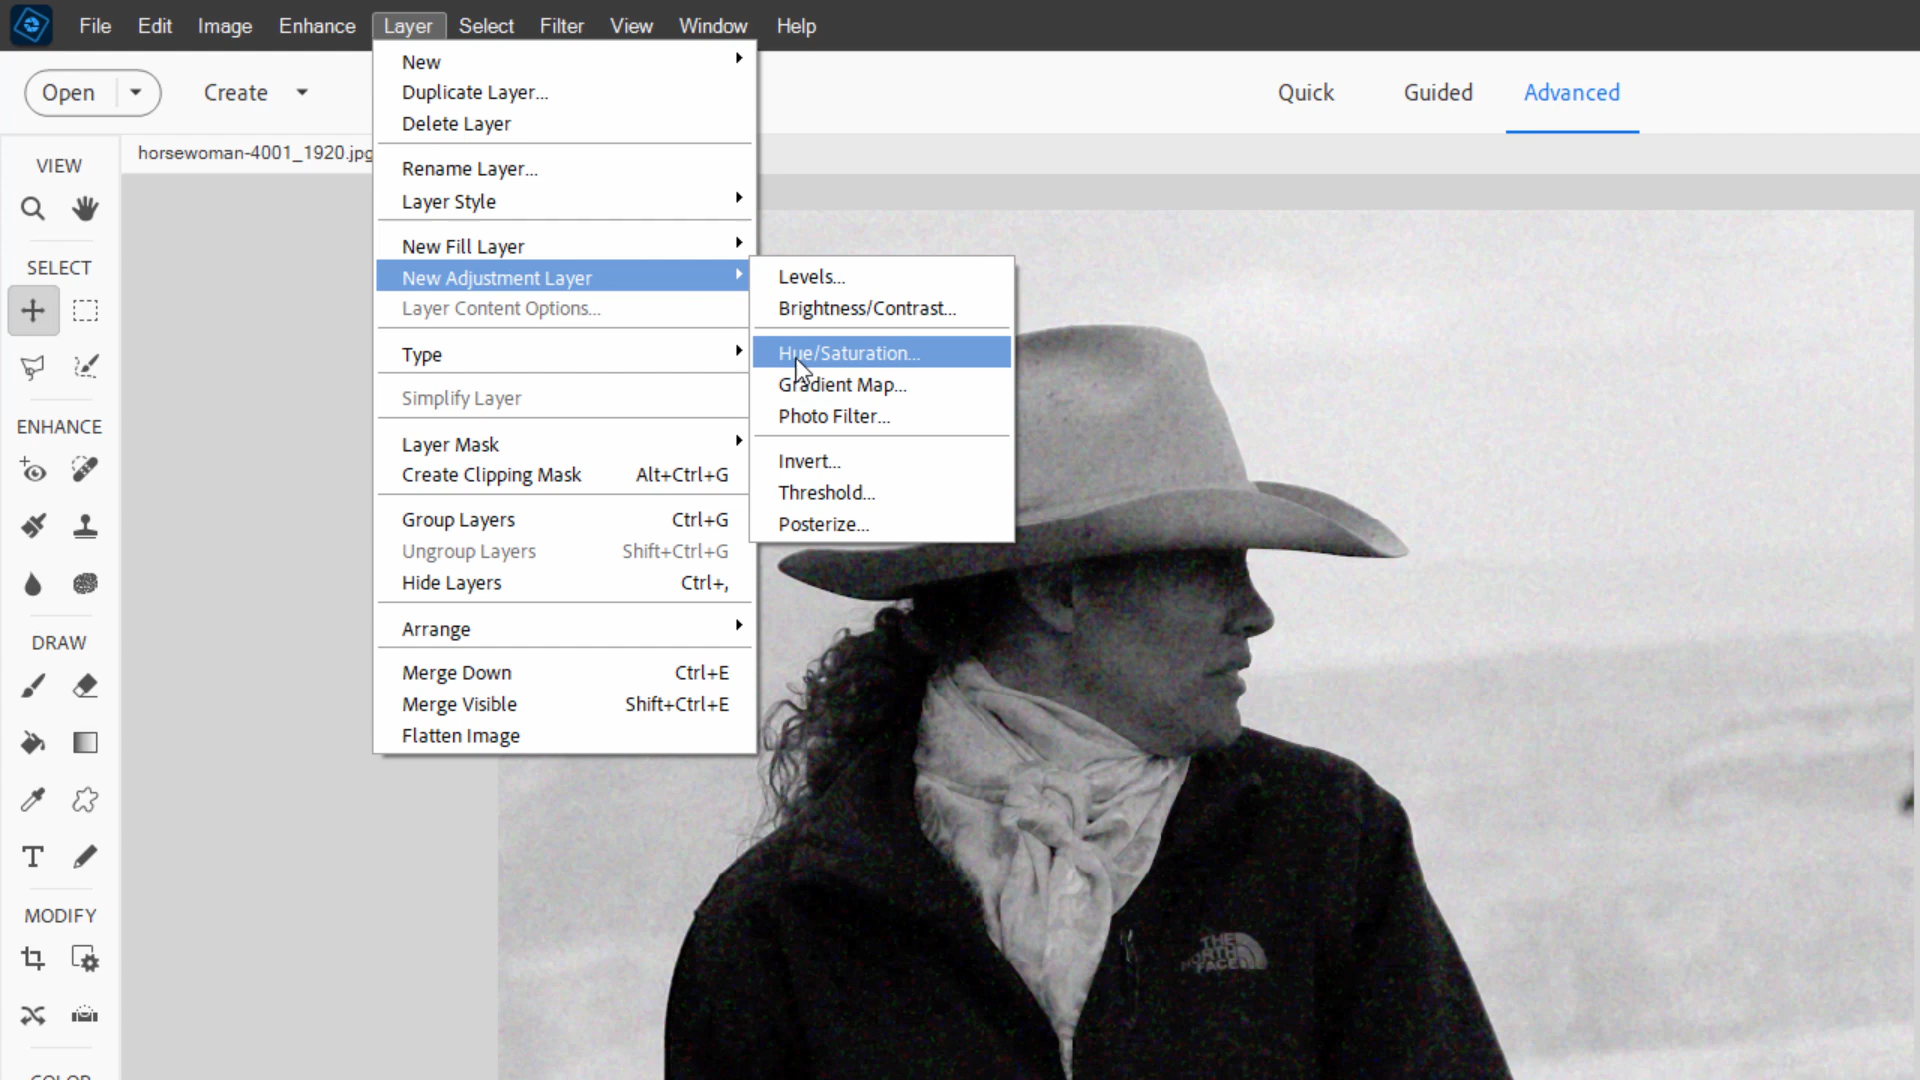 File Edit Image Enhance Layer Select Filter View Window Help
Open Create Quick Guided Advanced
horsewoman-4001_1920.jpg
VIEW
SELECT
ENHANCE
DRAW
MODIFY
COLOR
New
Duplicate Layer...
Delete Layer
Rename Layer...
Layer Style
New Fill Layer
New Adjustment Layer
Layer Content Options...
Type
Simplify Layer
Layer Mask
Create Clipping Mask Alt+Ctrl+G
Group Layers Ctrl+G
Ungroup Layers Shift+Ctrl+G
Hide Layers Ctrl+,
Arrange
Merge Down Ctrl+E
Merge Visible Shift+Ctrl+E
Flatten Image
Levels...
Brightness/Contrast...
Hue/Saturation...
Gradient Map...
Photo Filter...
Invert...
Threshold...
Posterize...
THE
NORTH
FACE